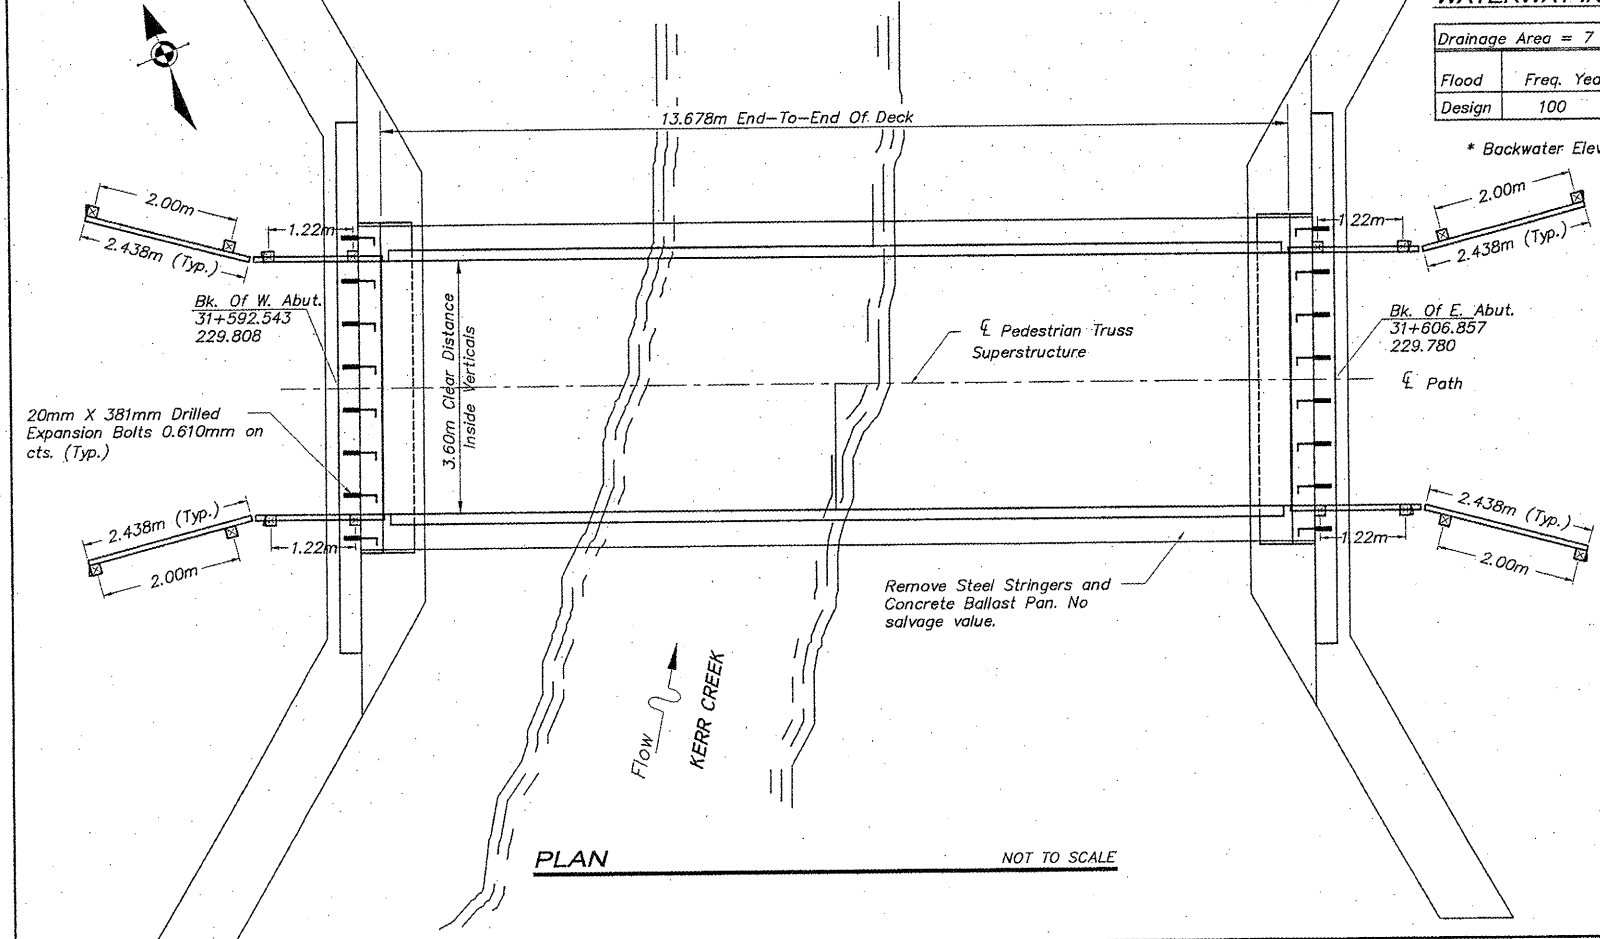 Drainage Area = 7
Flood Freq.
Design 100
* Backwater
13.678m End-To-End Of Deck
2.00m
2.438m (Typ.)
1.22m
1.22m
2.00m
2.438m (Typ.)
Bk. Of W. Abut.
31+592.543
229.808
3.60m Clear Distance
Inside Verticals
℄ Pedestrian Truss
Superstructure
Bk. Of E. Abut.
31+606.857
229.780
℄ Path
20mm X 381mm Drilled
Expansion Bolts 0.610mm on
cts. (Typ.)
2.438m (Typ.)
2.00m
1.22m
1.22m
2.438m (Typ.)
2.00m
Remove Steel Stringers and
Concrete Ballast Pan. No
salvage value.
Flow
KERR CREEK
PLAN
NOT TO SCALE